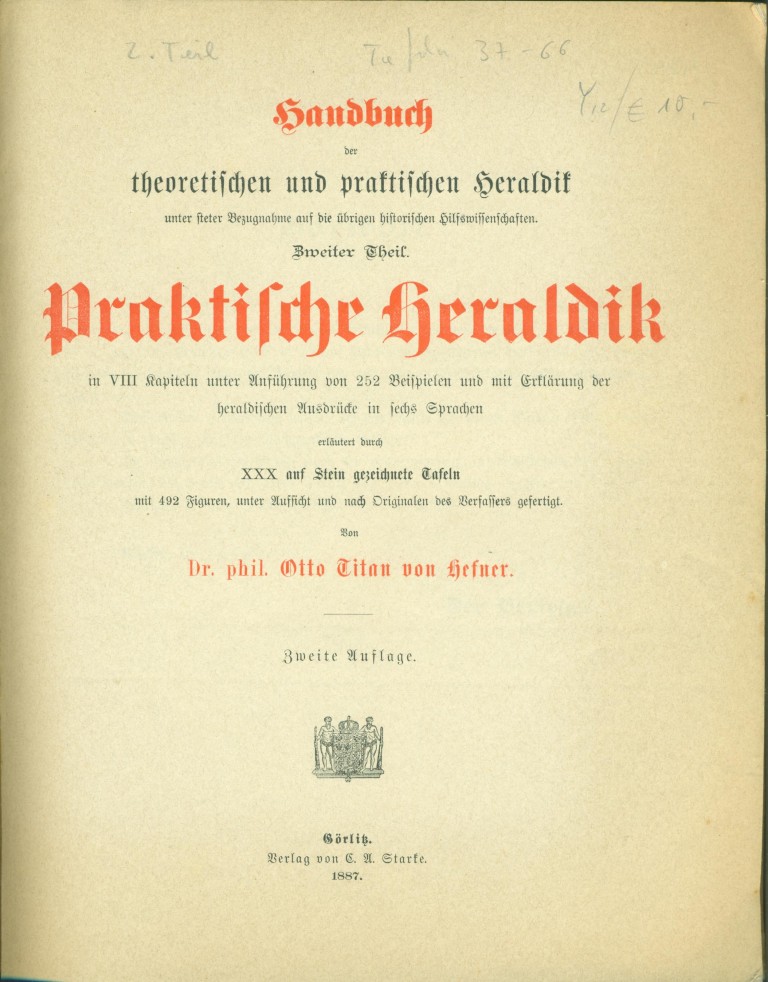 2. Teil
37 - 66
10,-
Handbuch
der
theoretischen und praktischen Heraldik
unter steter Bezugnahme auf die übrigen historischen Hilfswissenschaften.
Zweiter Theil.
Praktische Heraldik
in VIII Kapiteln unter Anführung von 252 Beispielen und mit Erklärung der
heraldischen Ausdrücke in sechs Sprachen
erläutert durch
XXX auf Stein gezeichnete Tafeln
mit 492 Figuren, unter Aufsicht und nach Originalen des Verfassers gefertigt.
Von
Dr. phil. Otto Titan von Hefner.
Zweite Auflage.
Görlitz.
Verlag von C. A. Starke.
1887.